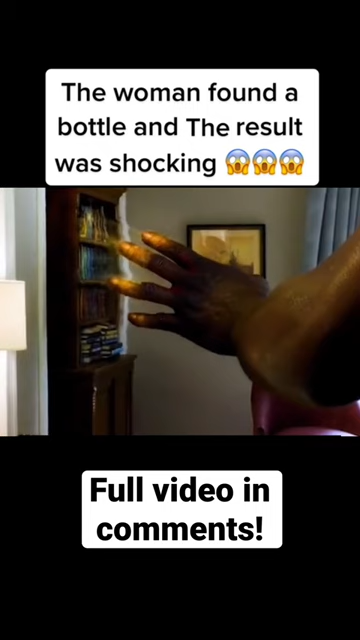 The woman found a
bottle and The result
was shocking 😱😱😱
Full video in
comments!